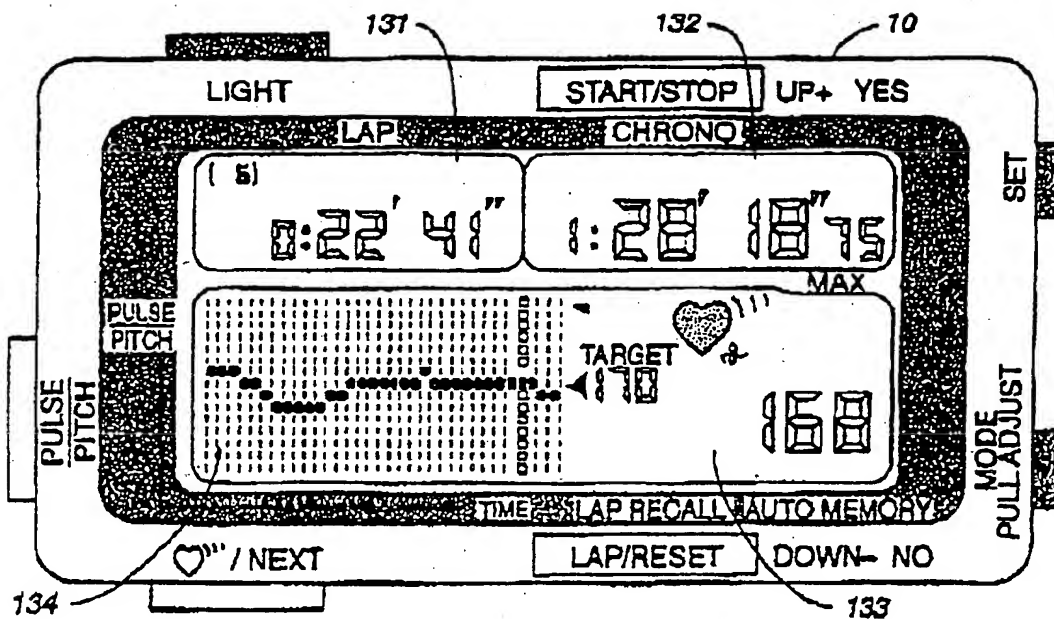 131 132 10
LIGHT START/STOP UP+ YES
LAP CHRONO
( 5)
0:22' 41" 1:28' 18" 75
SET
MAX
PULSE
PITCH
TARGET
170
168
PULSE
PITCH
MODE
PULL ADJUST
TIME LAP RECALL AUTO MEMORY
♡ / NEXT LAP/RESET DOWN- NO
134 133